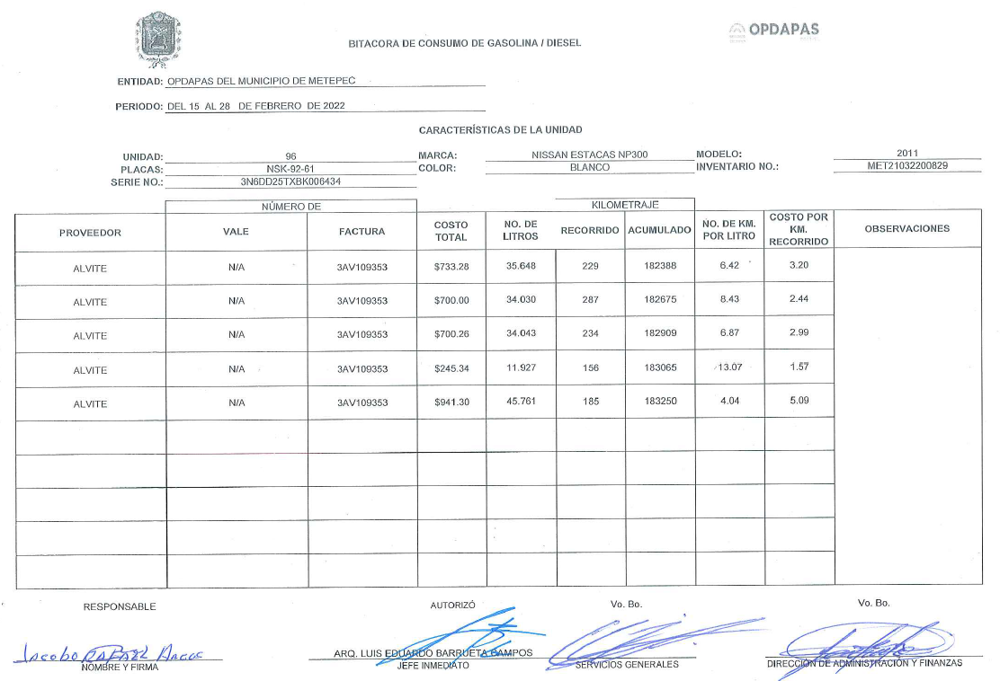 OPDAPAS
BITACORA DE CONSUMO DE GASOLINA / DIESEL
ENTIDAD: OPDAPAS DEL MUNICIPIO DE METEPEC
PERIODO: DEL 15 AL 28 DE FEBRERO DE 2022
CARACTERÍSTICAS DE LA UNIDAD
UNIDAD: 96 MARCA: NISSAN ESTACAS NP300 MODELO: 2011
PLACAS: NSK-92-61 COLOR: BLANCO INVENTARIO NO.: MET21032200829
SERIE NO.: 3N6DD25TXBK006434
NÚMERO DE KILOMETRAJE
PROVEEDOR VALE FACTURA COSTO TOTAL NO. DE LITROS RECORRIDO ACUMULADO NO. DE KM. POR LITRO COSTO POR KM. RECORRIDO OBSERVACIONES
ALVITE N/A 3AV109353 $733.28 35.648 229 182388 6.42 3.20
ALVITE N/A 3AV109353 $700.00 34.030 287 182675 8.43 2.44
ALVITE N/A 3AV109353 $700.26 34.043 234 182909 6.87 2.99
ALVITE N/A 3AV109353 $245.34 11.927 156 183065 13.07 1.57
ALVITE N/A 3AV109353 $941.30 45.761 185 183250 4.04 5.09
RESPONSABLE AUTORIZÓ Vo. Bo. Vo. Bo.
Jacobo RAFAEL ARQ. LUIS EDUARDO BARRUETA BAMPOS
NOMBRE Y FIRMA JEFE INMEDIATO SERVICIOS GENERALES DIRECCIÓN DE ADMINISTRACIÓN Y FINANZAS